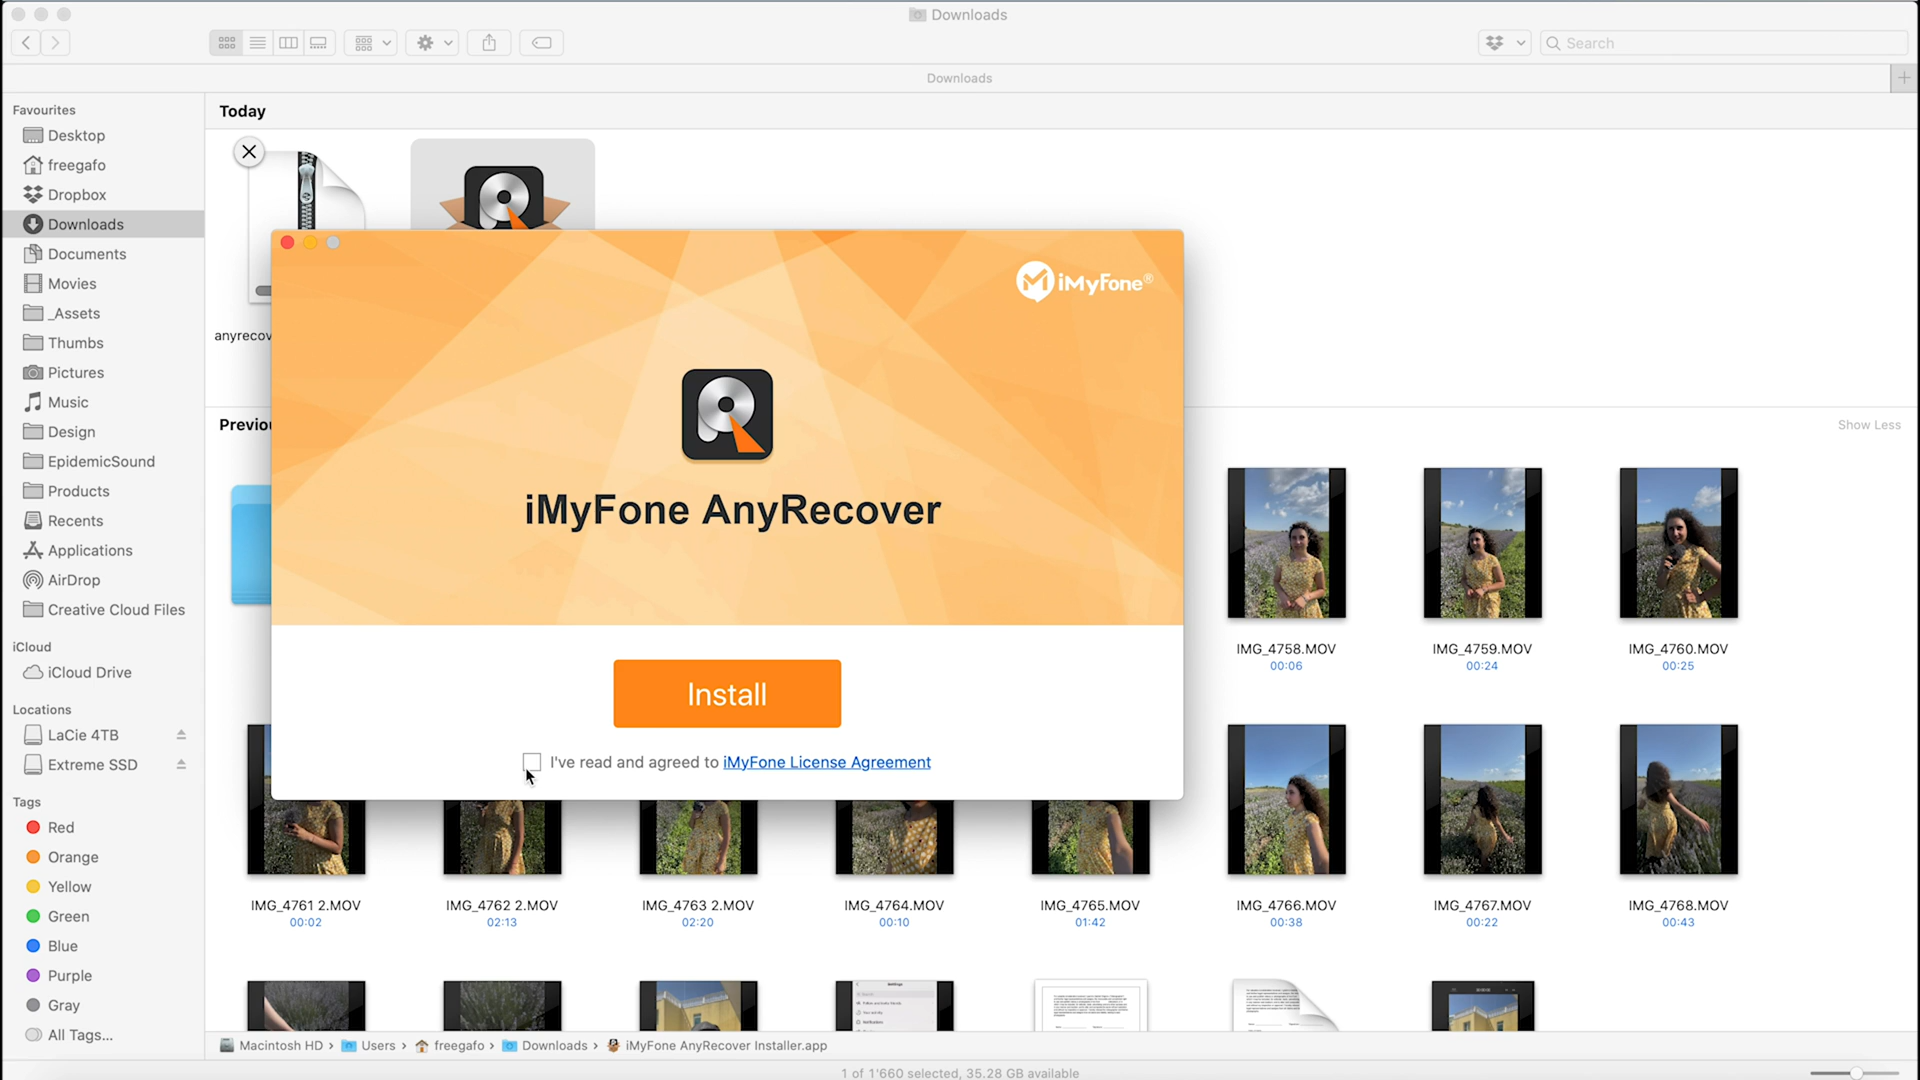 Downloads
Search
Downloads
Favourites
Desktop
freegafo
Dropbox
Downloads
Documents
Movies
_Assets
Thumbs
Pictures
Music
Design
EpidemicSound
Products
Recents
Applications
AirDrop
Creative Cloud Files
iCloud
iCloud Drive
Locations
LaCie 4TB
Extreme SSD
Tags
Red
Orange
Yellow
Green
Blue
Purple
Gray
All Tags...
Today
anyrecov
Previou
Show Less
iMyFone®
iMyFone AnyRecover
Install
I've read and agreed to iMyFone License Agreement
IMG_4758.MOV
00:06
IMG_4759.MOV
00:24
IMG_4760.MOV
00:25
IMG_4761 2.MOV
00:02
IMG_4762 2.MOV
02:13
IMG_4763 2.MOV
02:20
IMG_4764.MOV
00:10
IMG_4765.MOV
01:42
IMG_4766.MOV
00:38
IMG_4767.MOV
00:22
IMG_4768.MOV
00:43
Settings
Macintosh HD › Users › freegafo › Downloads › iMyFone AnyRecover Installer.app
1 of 1'660 selected, 35.28 GB available